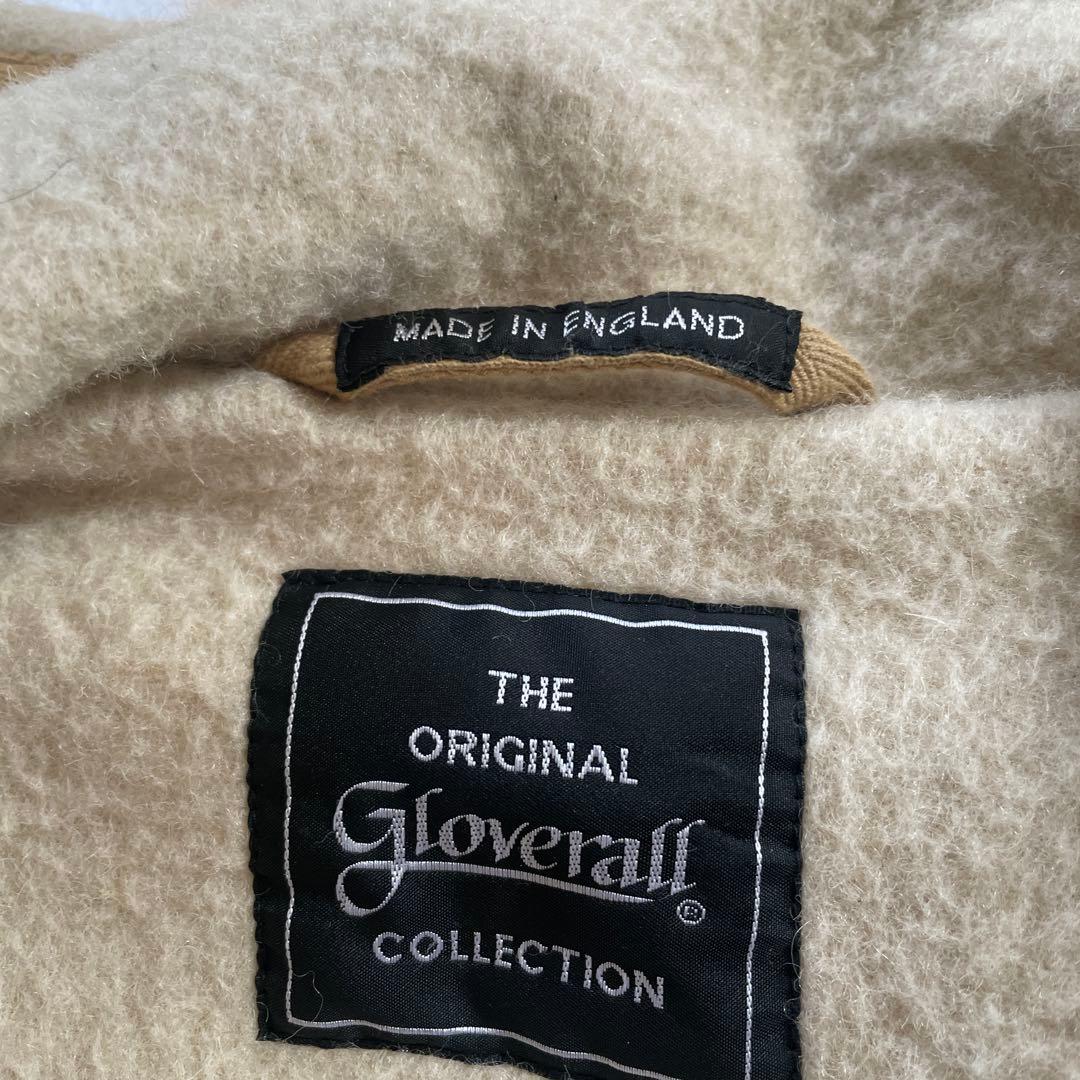 MADE IN ENGLAND
THE
ORIGINAL
Gloverall®
COLLECTION